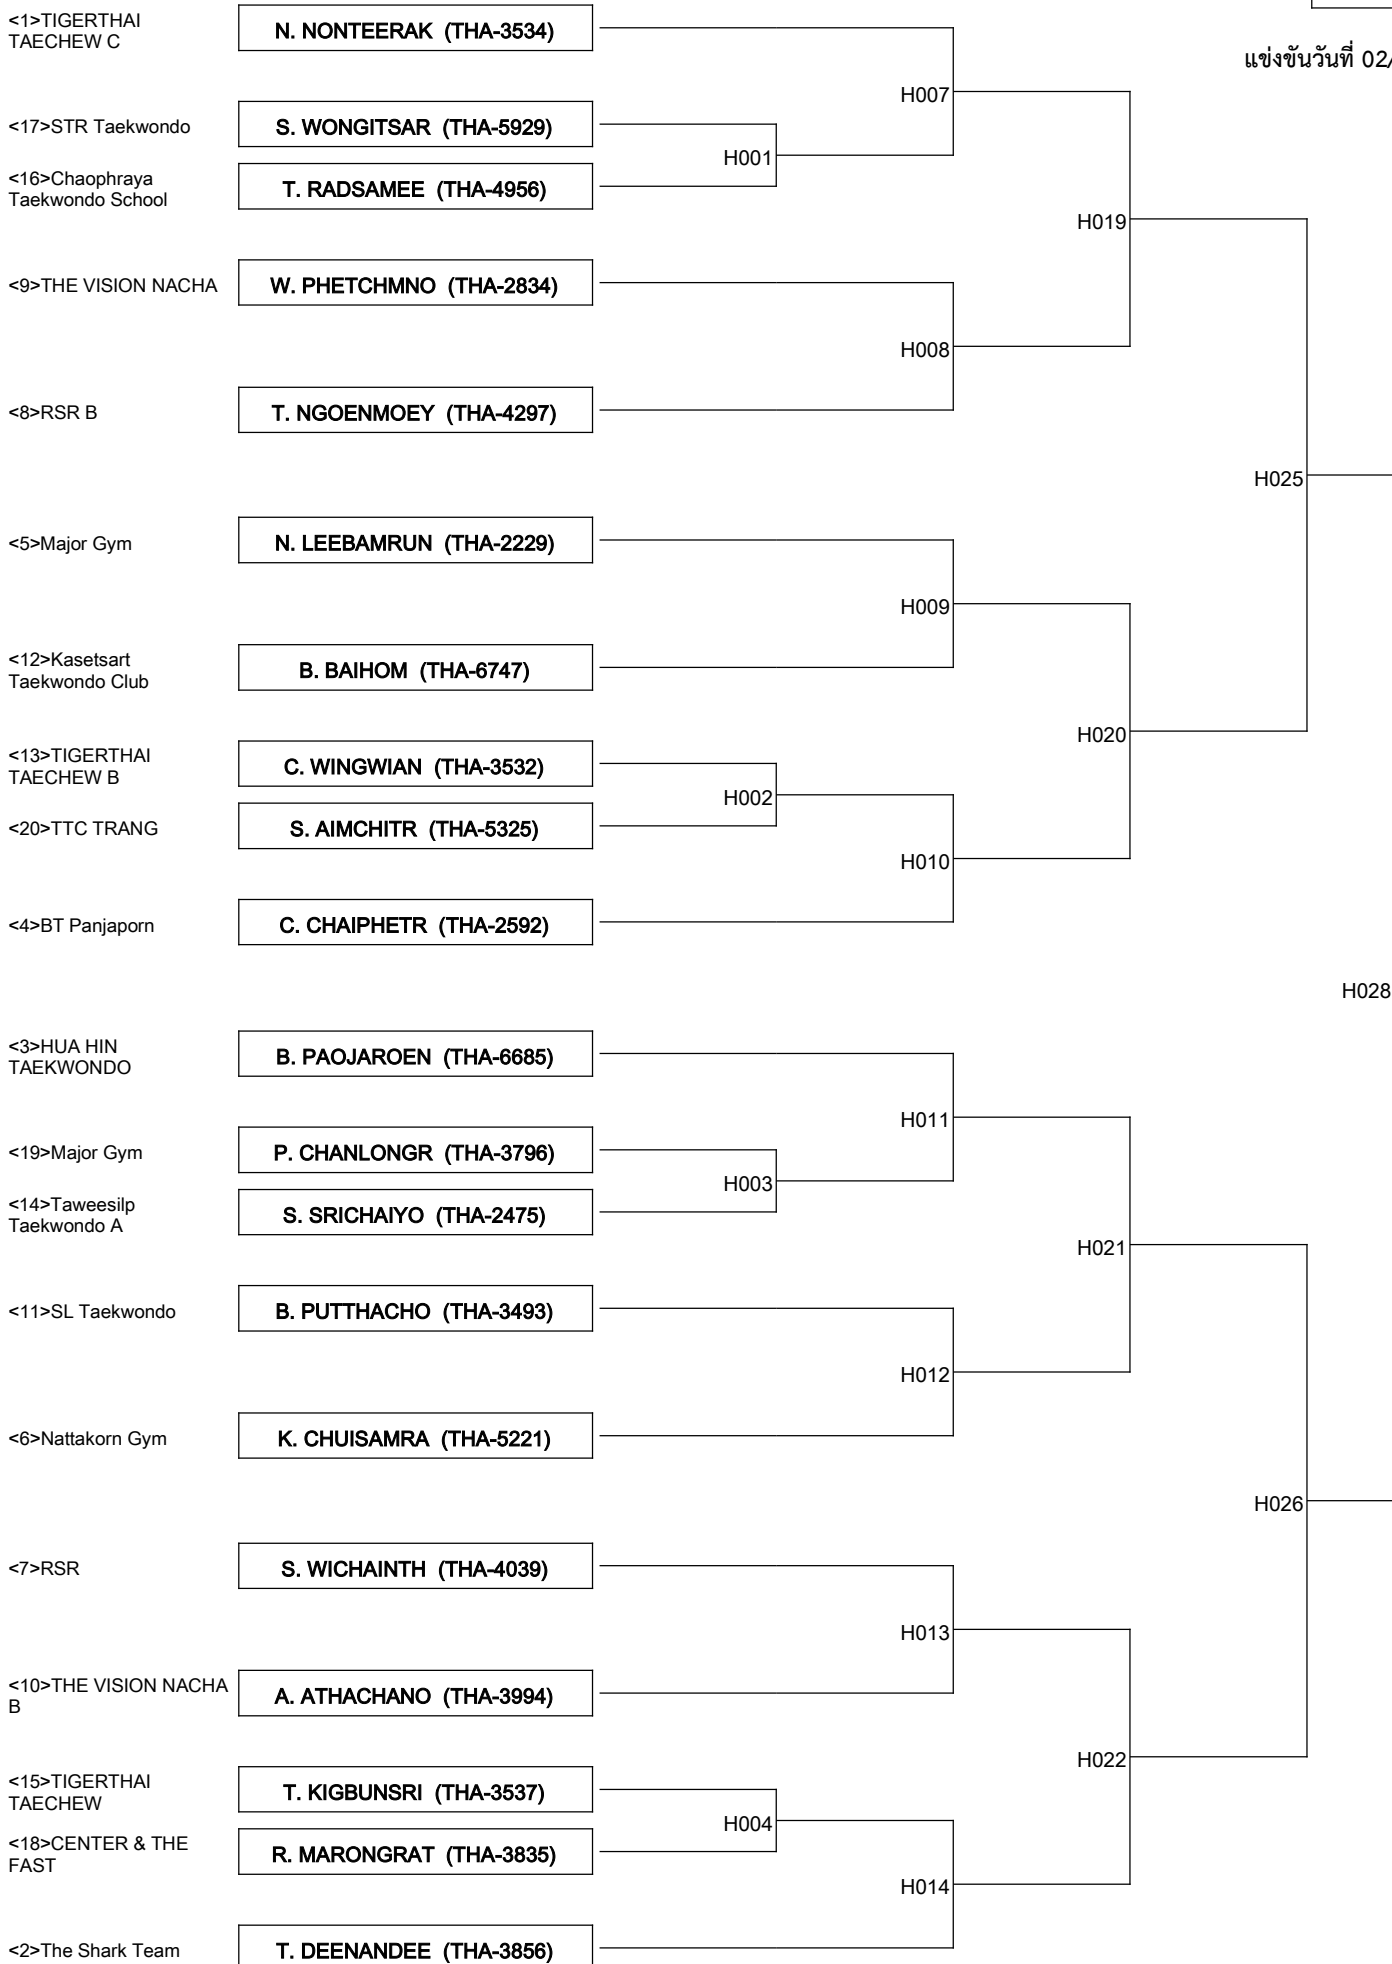 <1>TIGERTHAI
TAECHEW C
N. NONTEERAK (THA-3534)
แข่งขันวันที่ 02/
H007
<17>STR Taekwondo
S. WONGITSAR (THA-5929)
H001
<16>Chaophraya
Taekwondo School
T. RADSAMEE (THA-4956)
H019
<9>THE VISION NACHA
W. PHETCHMNO (THA-2834)
H008
<8>RSR B
T. NGOENMOEY (THA-4297)
H025
<5>Major Gym
N. LEEBAMRUN (THA-2229)
H009
<12>Kasetsart
Taekwondo Club
B. BAIHOM (THA-6747)
H020
<13>TIGERTHAI
TAECHEW B
C. WINGWIAN (THA-3532)
H002
<20>TTC TRANG
S. AIMCHITR (THA-5325)
H010
<4>BT Panjaporn
C. CHAIPHETR (THA-2592)
H028
<3>HUA HIN
TAEKWONDO
B. PAOJAROEN (THA-6685)
H011
<19>Major Gym
P. CHANLONGR (THA-3796)
H003
<14>Taweesilp
Taekwondo A
S. SRICHAIYO (THA-2475)
H021
<11>SL Taekwondo
B. PUTTHACHO (THA-3493)
H012
<6>Nattakorn Gym
K. CHUISAMRA (THA-5221)
H026
<7>RSR
S. WICHAINTH (THA-4039)
H013
<10>THE VISION NACHA
B
A. ATHACHANO (THA-3994)
H022
<15>TIGERTHAI
TAECHEW
T. KIGBUNSRI (THA-3537)
H004
<18>CENTER & THE
FAST
R. MARONGRAT (THA-3835)
H014
<2>The Shark Team
T. DEENANDEE (THA-3856)